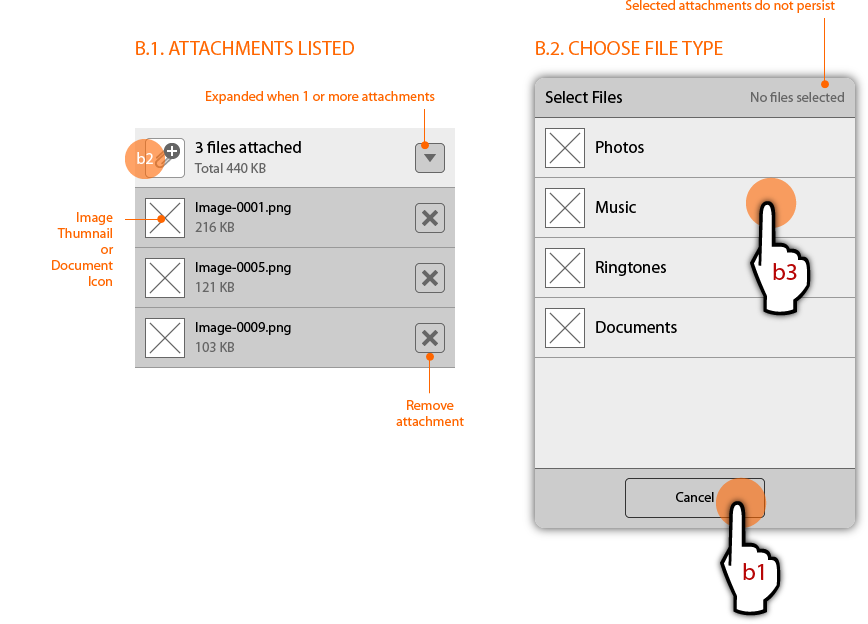 Selected attachments do not persist
B.1. ATTACHMENTS LISTED
B.2. CHOOSE FILE TYPE
Expanded when 1 or more attachments
b2
3 files attached
Total 440 KB
Image-0001.png
216 KB
Image-0005.png
121 KB
Image-0009.png
103 KB
Image
Thumnail
or
Document
Icon
Remove
attachment
Select Files
No files selected
Photos
Music
Ringtones
Documents
b3
Cancel
b1